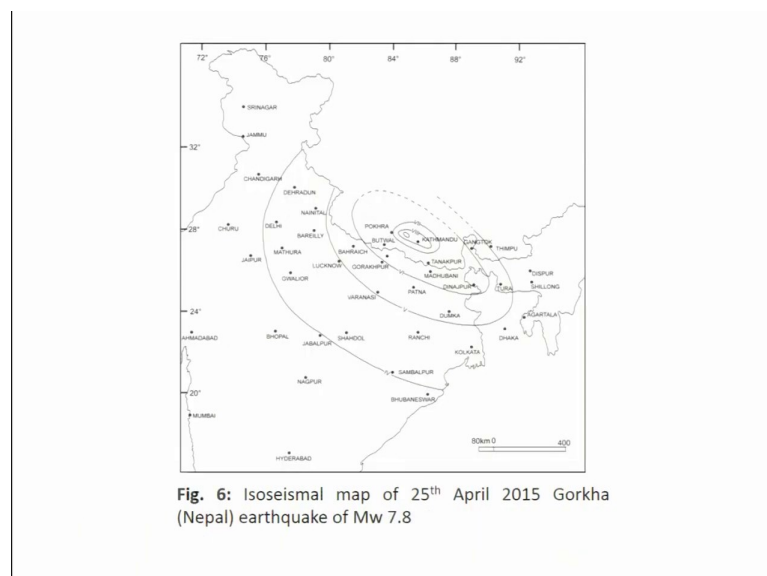 72° 76° 80° 84° 88° 92°
SRINAGAR
JAMMU
32°
CHANDIGARH
DEHRADUN
NAINITAL
28°
CHURU
DELHI
BAREILLY
POKHRA
BUTWAL
KATHMANDU
GANGTOK
THIMPU
JAIPUR
MATHURA
BAHRAICH
LUCKNOW
GORAKHPUR
TANAKPUR
GWALIOR
MADHUBANI
DINAJPUR
TURA
DISPUR
SHILLONG
VARANASI
PATNA
24°
DUMKA
AGARTALA
AHMADABAD
BHOPAL
JABALPUR
SHAHDOL
RANCHI
DHAKA
KOLKATA
NAGPUR
SAMBALPUR
20°
BHUBANESWAR
MUMBAI
80km 0 400
HYDERABAD
Fig. 6: Isoseismal map of 25th April 2015 Gorkha
(Nepal) earthquake of Mw 7.8